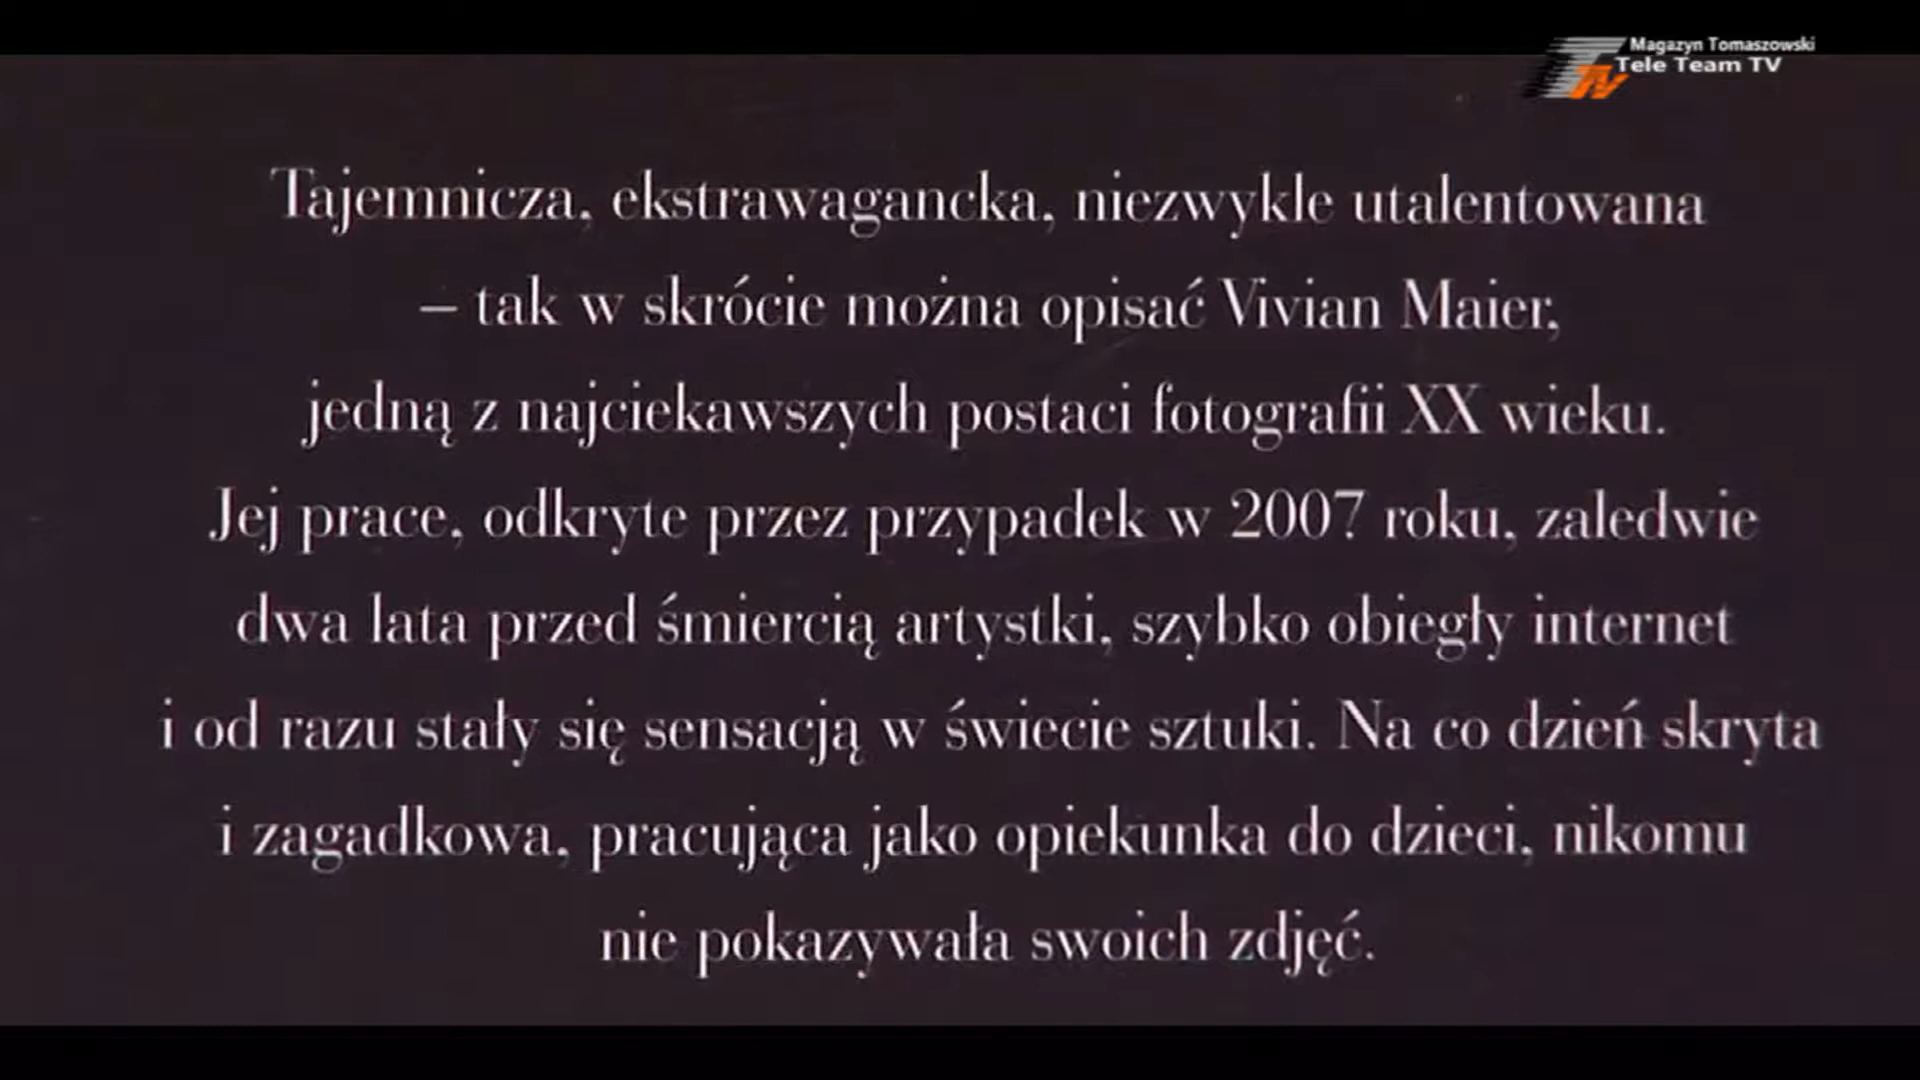 Magazyn Tomaszowski
Tele Team TV
Tajemnicza, ekstrawagancka, niezwykle utalentowana
– tak w skrócie można opisać Vivian Maier,
jedną z najciekawszych postaci fotografii XX wieku.
Jej prace, odkryte przez przypadek w 2007 roku, zaledwie
dwa lata przed śmiercią artystki, szybko obiegły internet
i od razu stały się sensacją w świecie sztuki. Na co dzień skryta
i zagadkowa, pracująca jako opiekunka do dzieci, nikomu
nie pokazywała swoich zdjęć.